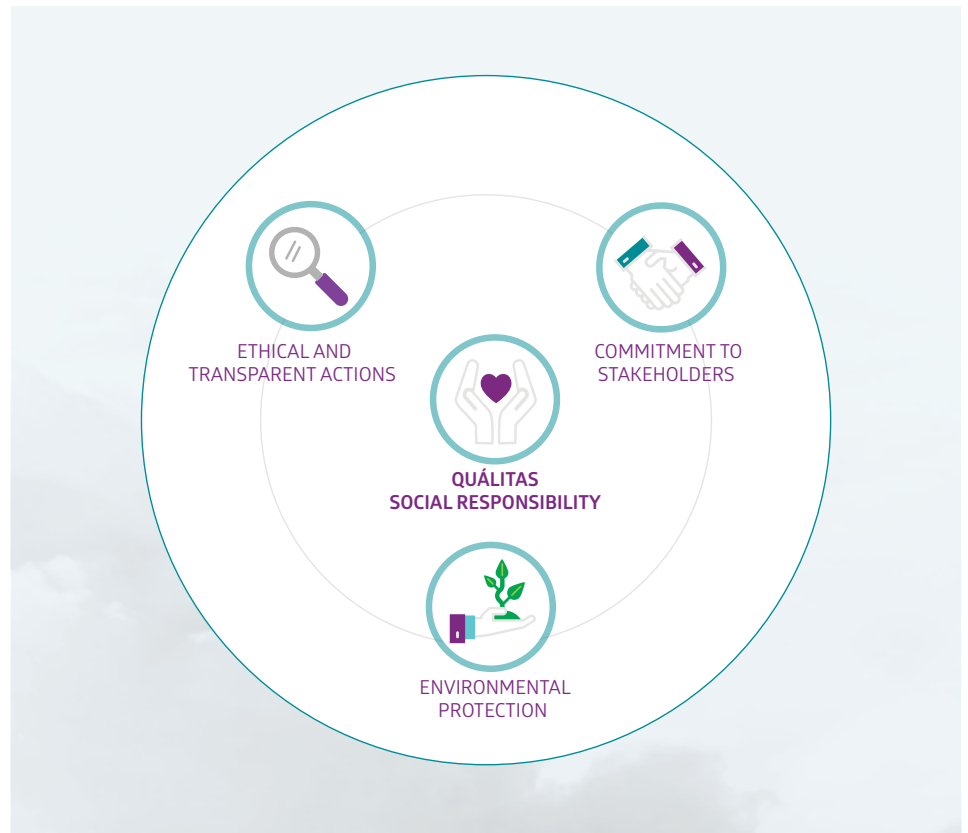 ETHICAL AND
TRANSPARENT ACTIONS
COMMITMENT TO
STAKEHOLDERS
QUÁLITAS
SOCIAL RESPONSIBILITY
ENVIRONMENTAL
PROTECTION